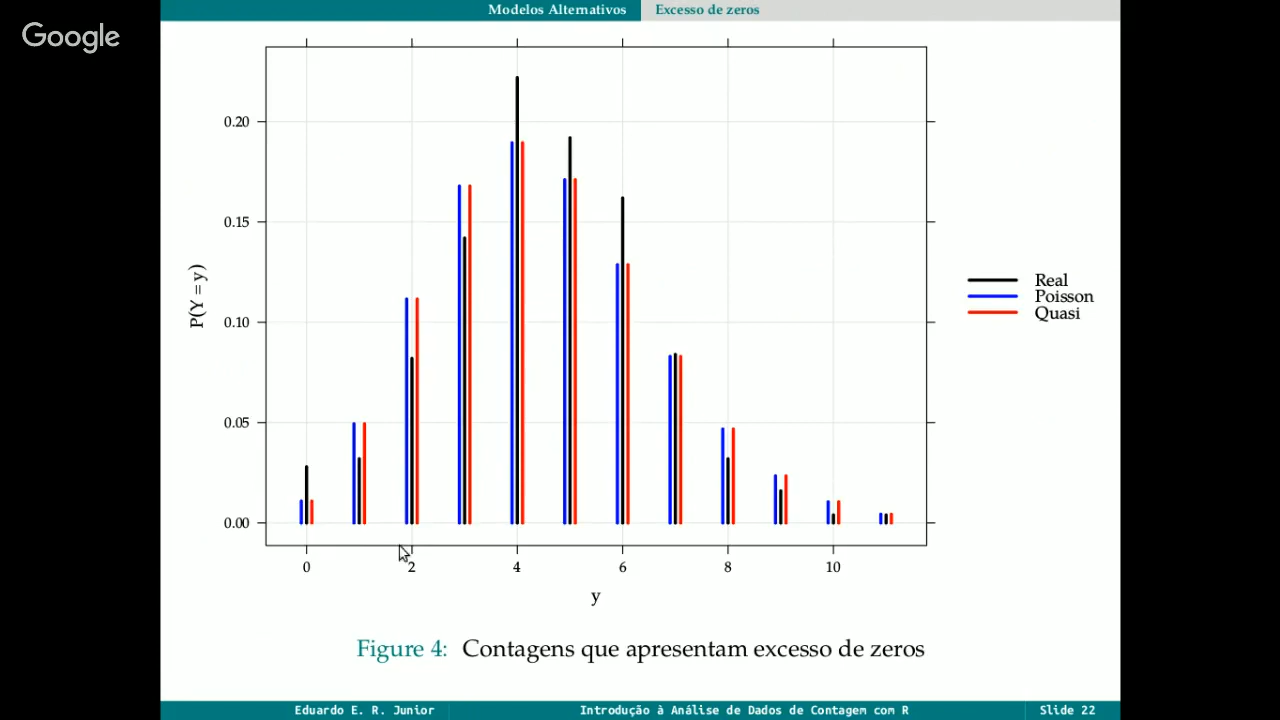 Modelos Alternativos Excesso de zeros
Google
0.20
0.15
0.10
0.05
0.00
P(Y = y)
0 2 4 6 8 10
y
Real
Poisson
Quasi
Figure 4: Contagens que apresentam excesso de zeros
Eduardo E. R. Junior Introdução à Análise de Dados de Contagem com R Slide 22